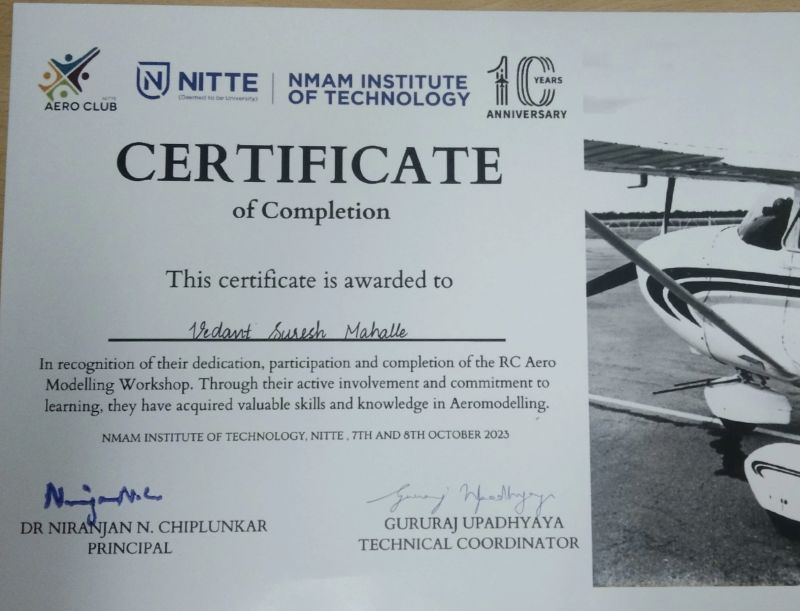 NITTE
AERO CLUB
NITTE
(Deemed to be University)
NMAM INSTITUTE
OF TECHNOLOGY
10
YEARS
ANNIVERSARY
CERTIFICATE
of Completion
This certificate is awarded to
Vedant Suresh Mahalle
In recognition of their dedication, participation and completion of the RC Aero
Modelling Workshop. Through their active involvement and commitment to
learning, they have acquired valuable skills and knowledge in Aeromodelling.
NMAM INSTITUTE OF TECHNOLOGY, NITTE , 7TH AND 8TH OCTOBER 2023
Gururaj Upadhyaya
DR NIRANJAN N. CHIPLUNKAR
PRINCIPAL
GURURAJ UPADHYAYA
TECHNICAL COORDINATOR